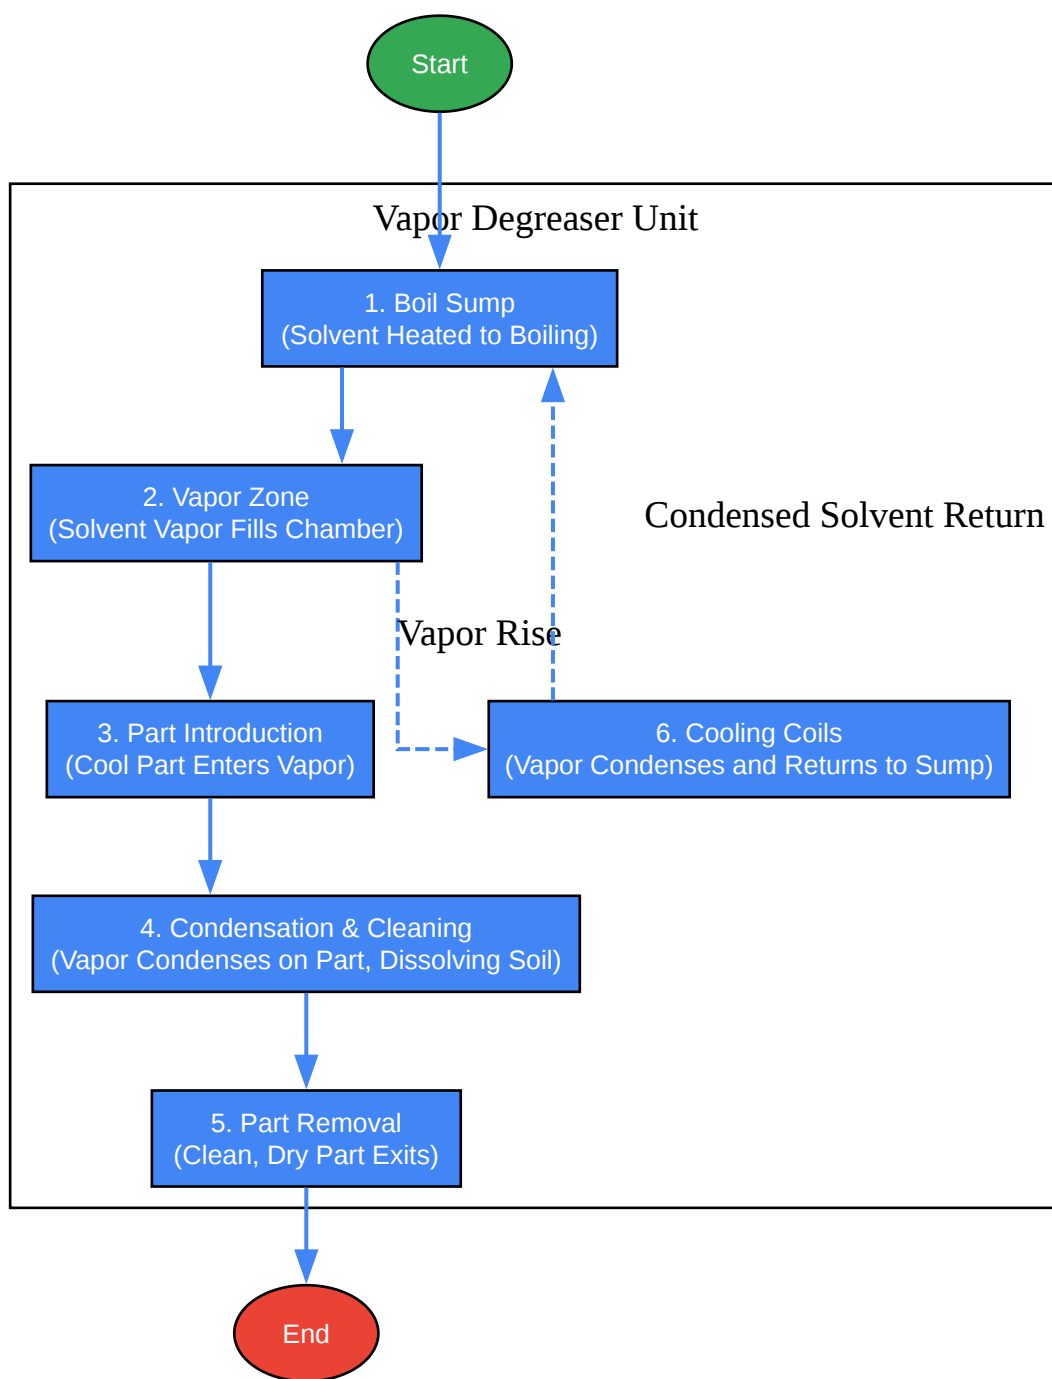 Start
Vapor Degreaser Unit
1. Boil Sump
(Solvent Heated to Boiling)
2. Vapor Zone
(Solvent Vapor Fills Chamber)
Condensed Solvent Return
Vapor Rise
3. Part Introduction
(Cool Part Enters Vapor)
6. Cooling Coils
(Vapor Condenses and Returns to Sump)
4. Condensation & Cleaning
(Vapor Condenses on Part, Dissolving Soil)
5. Part Removal
(Clean, Dry Part Exits)
End